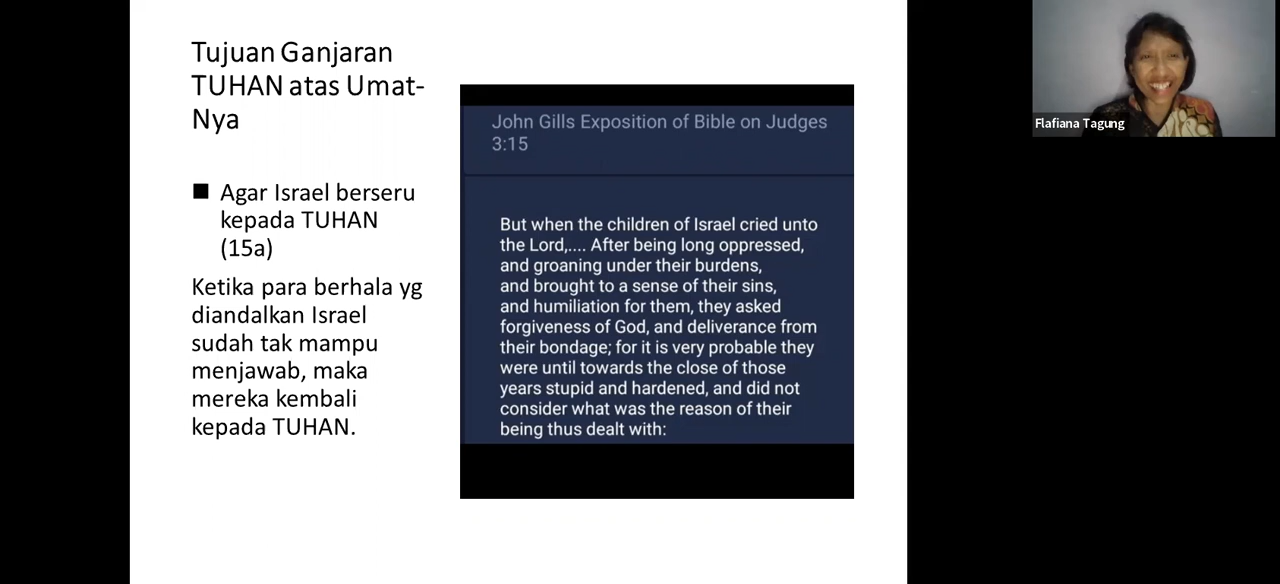 Tujuan Ganjaran
TUHAN atas Umat-
Nya
Agar Israel berseru
kepada TUHAN
(15a)
Ketika para berhala yg
diandalkan Israel
sudah tak mampu
menjawab, maka
mereka kembali
kepada TUHAN.
John Gills Exposition of Bible on Judges
3:15
But when the children of Israel cried unto
the Lord,.... After being long oppressed,
and groaning under their burdens,
and brought to a sense of their sins,
and humiliation for them, they asked
forgiveness of God, and deliverance from
their bondage; for it is very probable they
were until towards the close of those
years stupid and hardened, and did not
consider what was the reason of their
being thus dealt with:
Flafiana Tagung